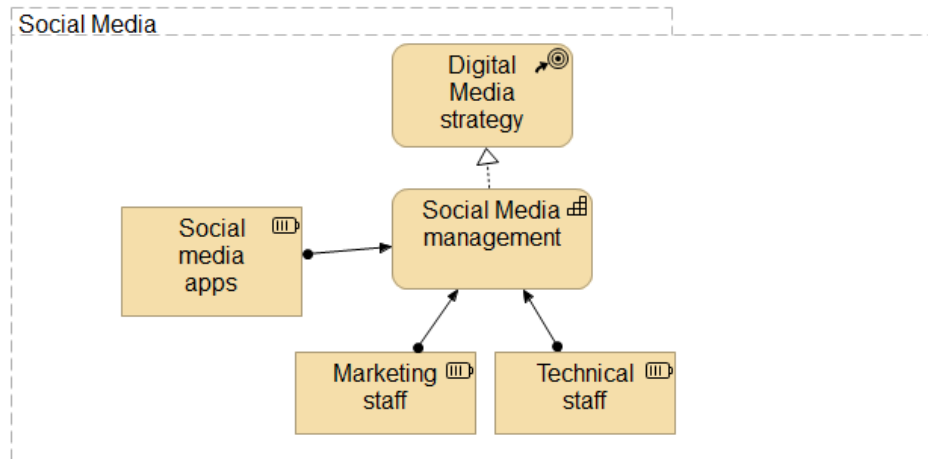 Social Media
Digital
Media
strategy
Social Media
management
Social
media
apps
Marketing
staff
Technical
staff